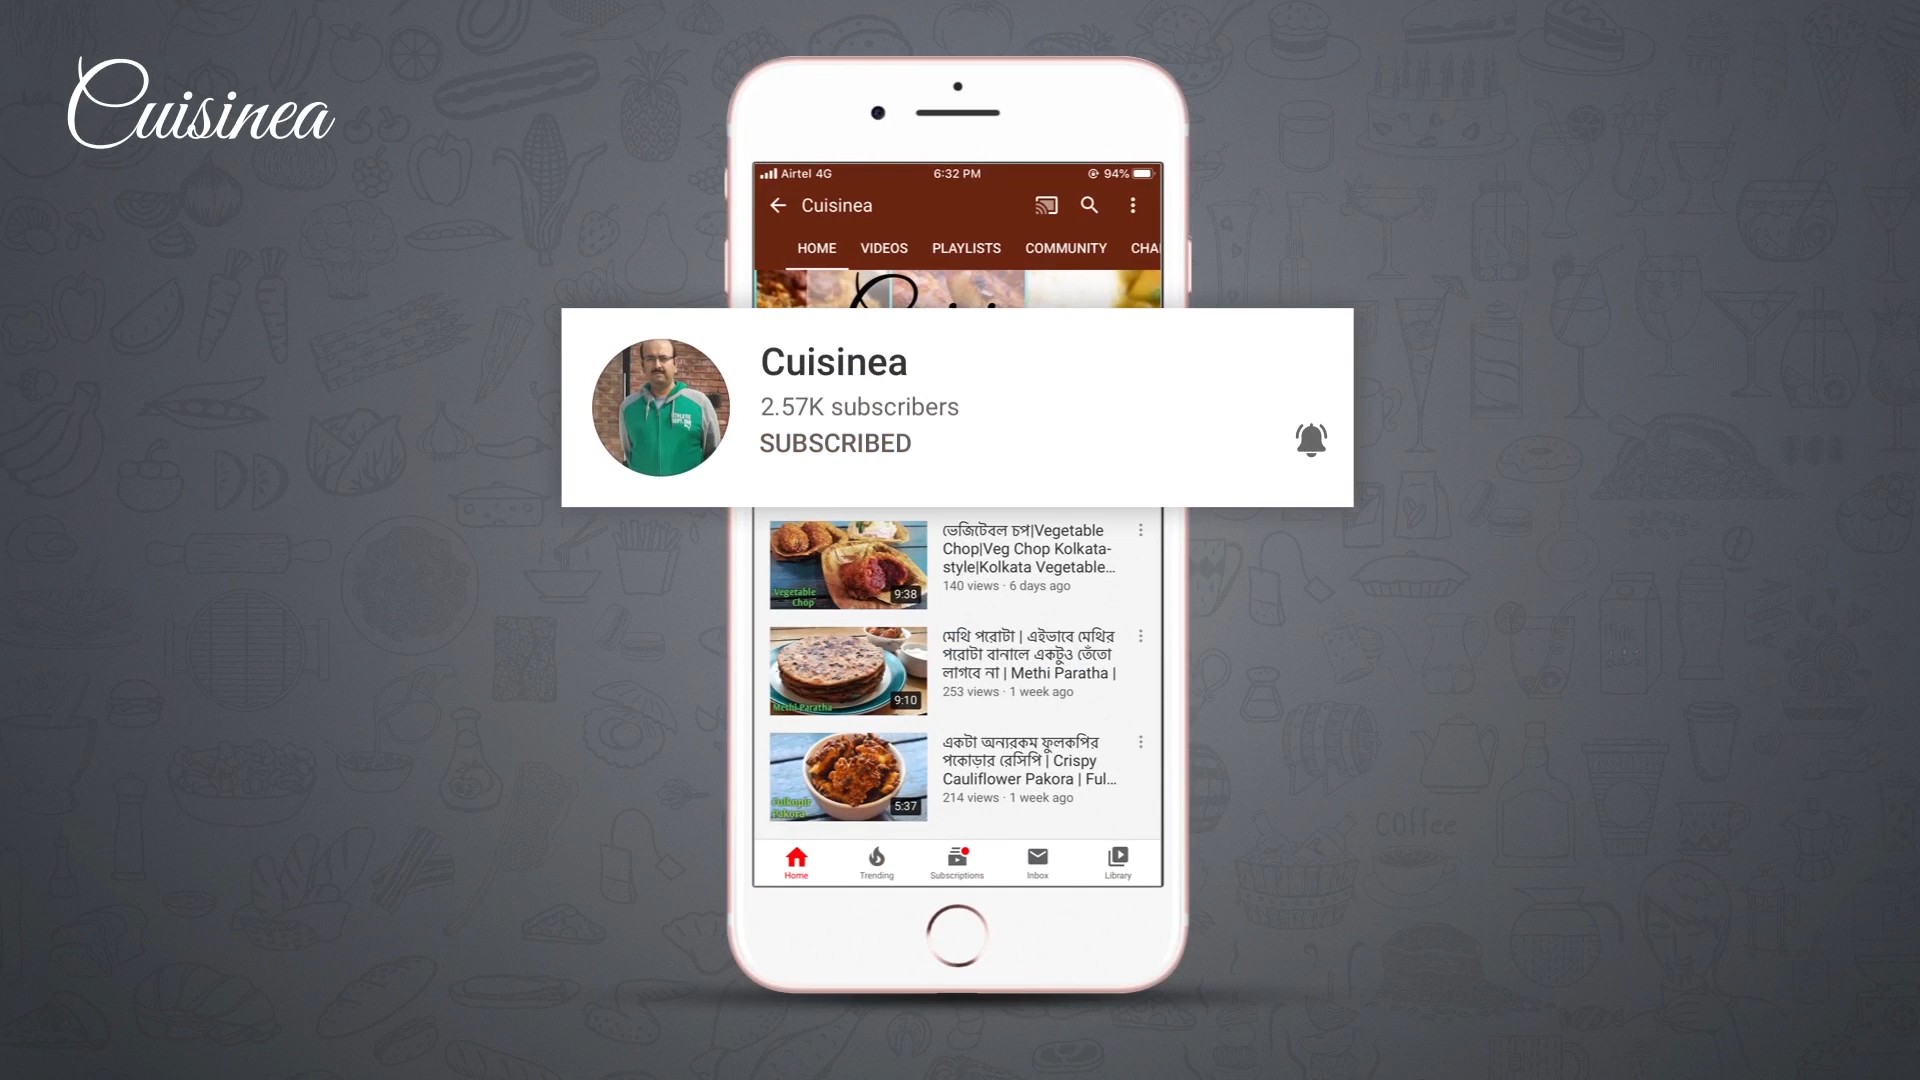 Cuisinea
Airtel 4G 6:32 PM 94%
Cuisinea
HOME VIDEOS PLAYLISTS COMMUNITY CHA
Cuisinea
2.57K subscribers
SUBSCRIBED
ভেজিটেবল চপ|Vegetable
Chop|Veg Chop Kolkata-
style|Kolkata Vegetable...
140 views · 6 days ago
Vegetable
Chop
9:38
মেথি পরোটা | এইভাবে মেথির
পরোটা বানালে একটুও তেঁতো
লাগবে না | Methi Paratha |
253 views · 1 week ago
Methi Paratha
9:10
একটা অন্যরকম ফুলকপির
পকোড়ার রেসিপি | Crispy
Cauliflower Pakora | Ful...
214 views · 1 week ago
Fulkopir
Pakora
5:37
Home Trending Subscriptions Inbox Library
coffee